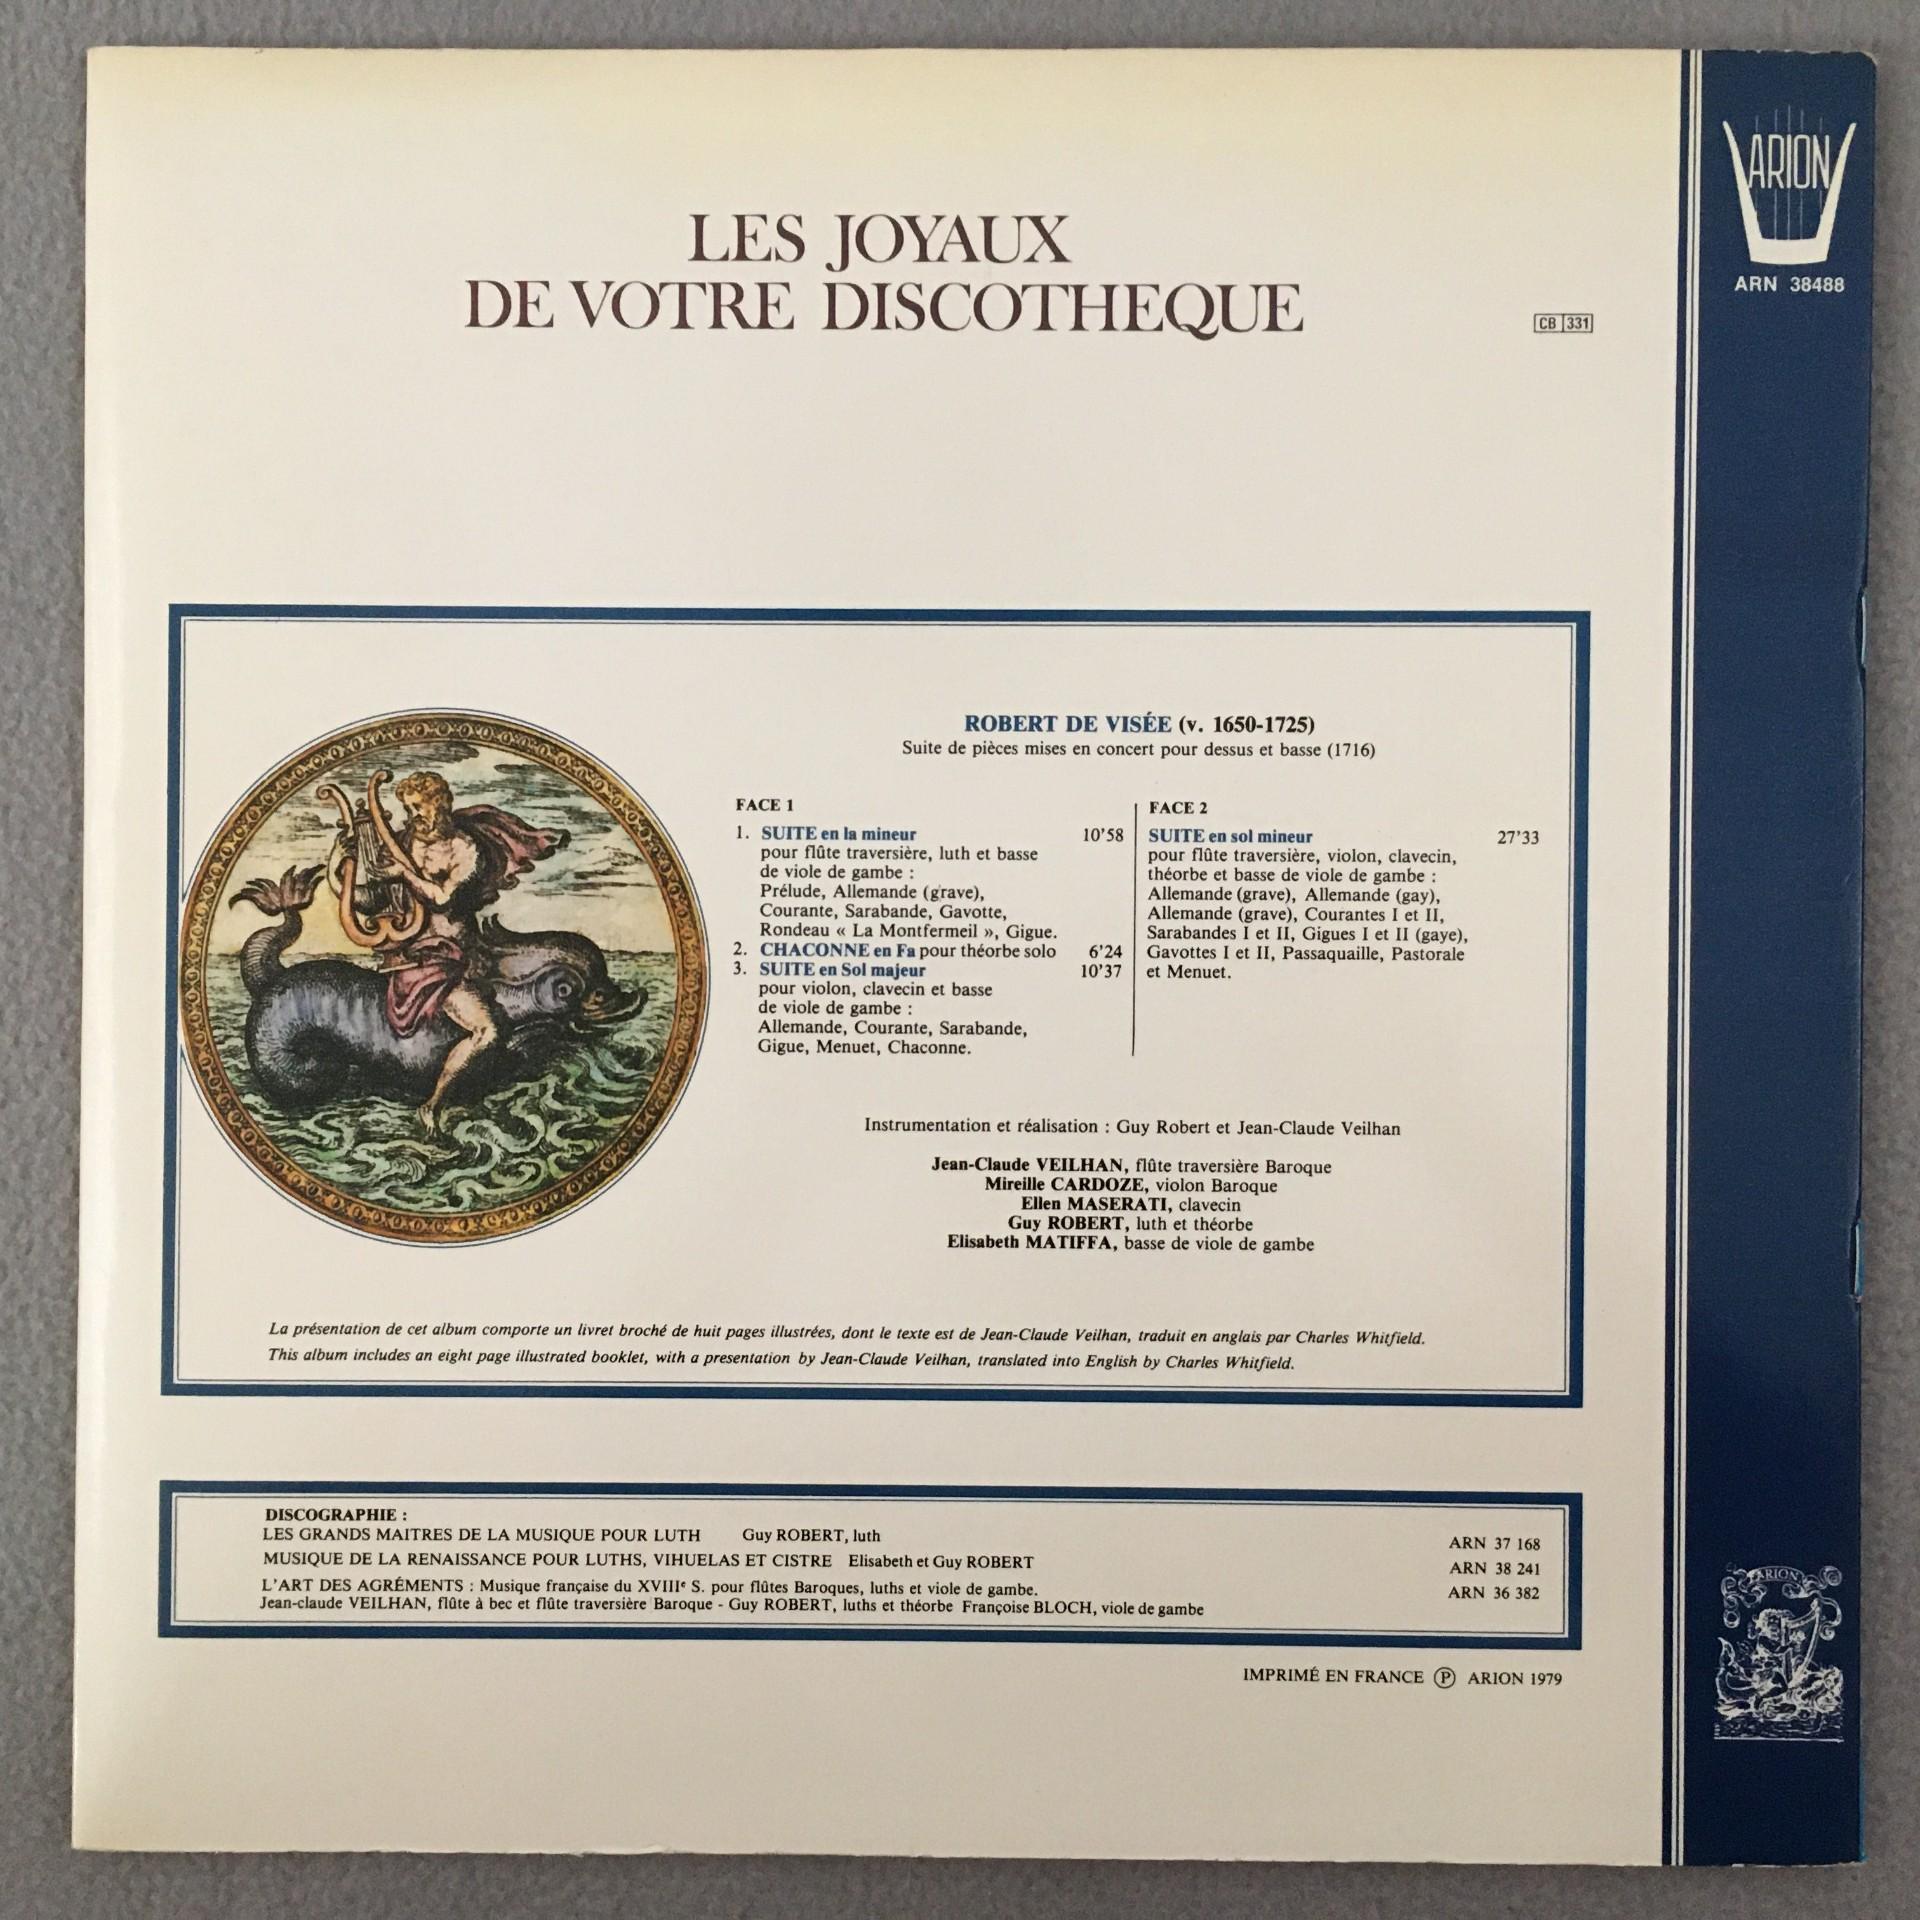 LES JOYAUX
DE VOTRE DISCOTHEQUE
CB 331
ARION
ARN 38488
ROBERT DE VISÉE (v. 1650-1725)
Suite de pièces mises en concert pour dessus et basse (1716)
FACE 1
1. SUITE en la mineur 10'58
pour flûte traversière, luth et basse
de viole de gambe :
Prélude, Allemande (grave),
Courante, Sarabande, Gavotte,
Rondeau « La Montfermeil », Gigue.
2. CHACONNE en Fa pour théorbe solo 6'24
3. SUITE en Sol majeur 10'37
pour violon, clavecin et basse
de viole de gambe :
Allemande, Courante, Sarabande,
Gigue, Menuet, Chaconne.
FACE 2
SUITE en sol mineur 27'33
pour flûte traversière, violon, clavecin,
théorbe et basse de viole de gambe :
Allemande (grave), Allemande (gay),
Allemande (grave), Courantes I et II,
Sarabandes I et II, Gigues I et II (gaye),
Gavottes I et II, Passaquaille, Pastorale
et Menuet.
Instrumentation et réalisation : Guy Robert et Jean-Claude Veilhan
Jean-Claude VEILHAN, flûte traversière Baroque
Mireille CARDOZE, violon Baroque
Ellen MASERATI, clavecin
Guy ROBERT, luth et théorbe
Elisabeth MATIFFA, basse de viole de gambe
La présentation de cet album comporte un livret broché de huit pages illustrées, dont le texte est de Jean-Claude Veilhan, traduit en anglais par Charles Whitfield.
This album includes an eight page illustrated booklet, with a presentation by Jean-Claude Veilhan, translated into English by Charles Whitfield.
DISCOGRAPHIE :
LES GRANDS MAITRES DE LA MUSIQUE POUR LUTH Guy ROBERT, luth ARN 37 168
MUSIQUE DE LA RENAISSANCE POUR LUTHS, VIHUELAS ET CISTRE Elisabeth et Guy ROBERT ARN 38 241
L'ART DES AGRÉMENTS : Musique française du XVIIIe S. pour flûtes Baroques, luths et viole de gambe. ARN 36 382
Jean-claude VEILHAN, flûte à bec et flûte traversière Baroque - Guy ROBERT, luths et théorbe Françoise BLOCH, viole de gambe
ARION
IMPRIMÉ EN FRANCE Ⓟ ARION 1979